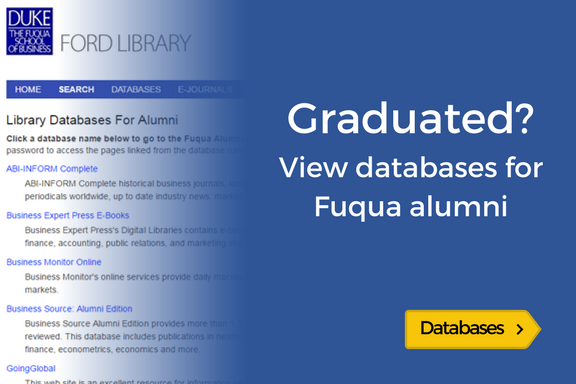 DUKE
THE FUQUA
SCHOOL
OF BUSINESS
FORD LIBRARY
HOME SEARCH DATABASES E-JOURNALS
Library Databases For Alumni
Click a database name below to go to the Fuqua Alumni
password to access the pages linked from the database
ABI-INFORM Complete
ABI-INFORM Complete historical business journals,
periodicals worldwide, up to date industry news,
Business Expert Press E-Books
Business Expert Press's Digital Libraries contains
finance, accounting, public relations, and marketing
Business Monitor Online
Business Monitor's online services provide daily
markets.
Business Source: Alumni Edition
Business Source Alumni Edition provides more than
reviewed. This database includes publications in
finance, econometrics, economics and more.
GoingGlobal
This web site is an excellent resource for
Graduated?
View databases for
Fuqua alumni
Databases